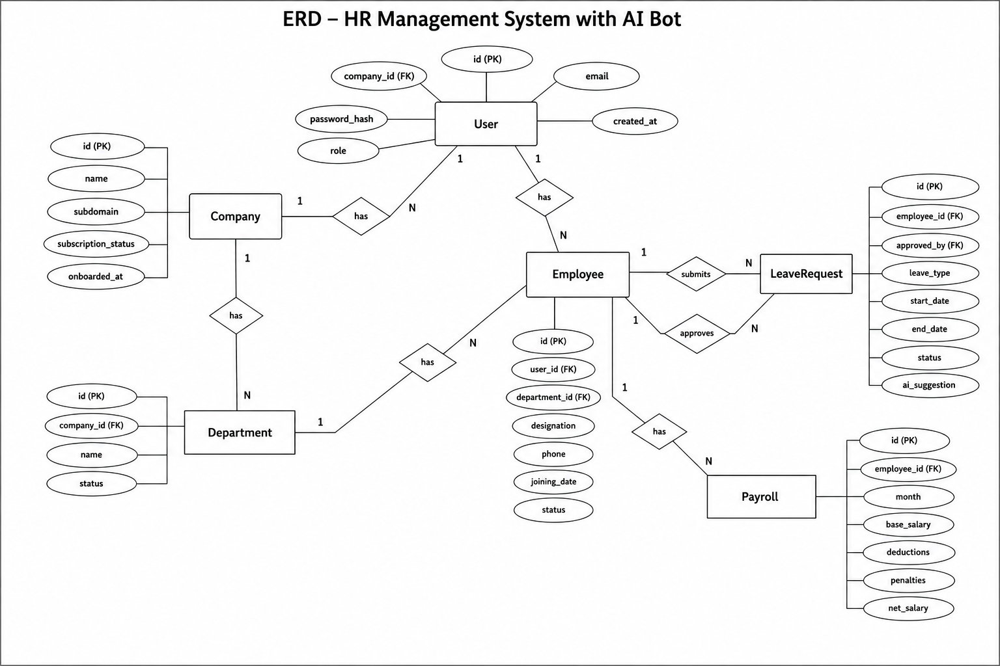 ERD – HR Management System with AI Bot
id (PK)
company_id (FK)
email
password_hash
User
created_at
role
1
1
id (PK)
name
subdomain
subscription_status
onboarded_at
Company
1
has
N
has
N
1
has
N
Employee
1
submits
N
LeaveRequest
1
approves
N
id (PK)
employee_id (FK)
approved_by (FK)
leave_type
start_date
end_date
status
ai_suggestion
id (PK)
company_id (FK)
name
status
Department
1
has
N
id (PK)
user_id (FK)
department_id (FK)
designation
phone
joining_date
status
1
has
N
Payroll
id (PK)
employee_id (FK)
month
base_salary
deductions
penalties
net_salary